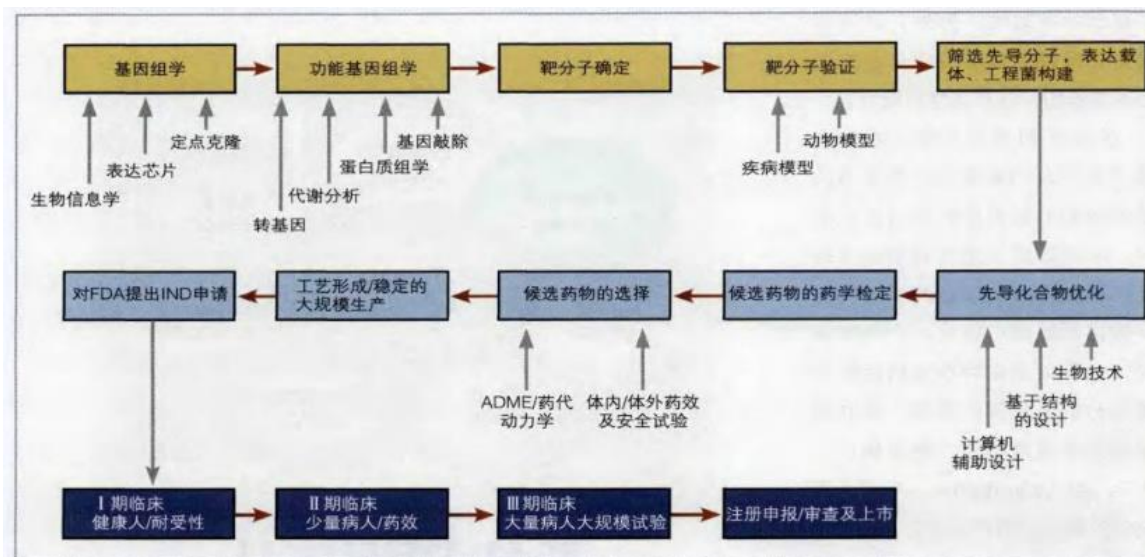 基因组学
功能基因组学
靶分子确定
靶分子验证
筛选先导分子，表达载
体、工程菌构建
定点克隆
表达芯片
生物信息学
基因敲除
蛋白质组学
代谢分析
转基因
动物模型
疾病模型
对FDA提出IND申请
工艺形成/稳定的
大规模生产
候选药物的选择
候选药物的药学检定
先导化合物优化
ADME/药代
动力学
体内/体外药效
及安全试验
生物技术
基于结构
的设计
计算机
辅助设计
Ⅰ期临床
健康人/耐受性
Ⅱ期临床
少量病人/药效
Ⅲ期临床
大量病人大规模试验
注册申报/审查及上市